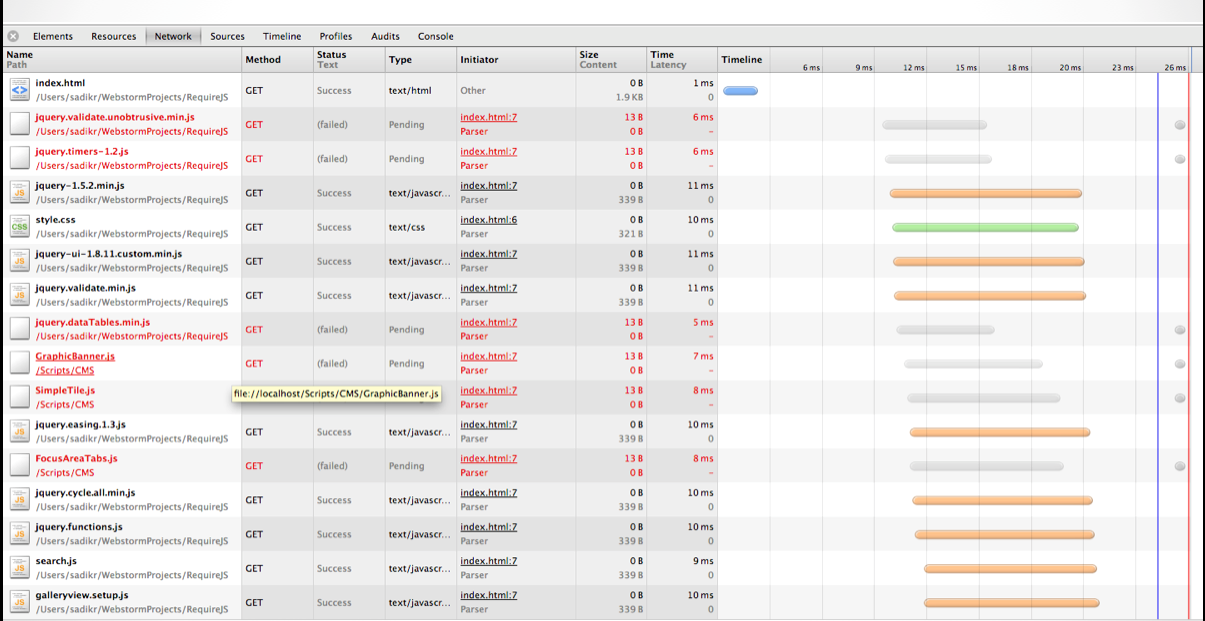 Elements Resources Network Sources Timeline Profiles Audits Console
Name Method Status Type Initiator Size Time Timeline
Path Text Content Latency 6 ms 9 ms 12 ms 15 ms 18 ms 20 ms 23 ms 26 ms
index.html 0 B 1 ms
GET Success text/html Other
/Users/sadikr/WebstormProjects/RequireJS 1.9 KB 0
jquery.validate.unobtrusive.min.js index.html:7 13 B 6 ms
GET (failed) Pending
/Users/sadikr/WebstormProjects/RequireJS Parser 0 B –
jquery.timers-1.2.js index.html:7 13 B 6 ms
GET (failed) Pending
/Users/sadikr/WebstormProjects/RequireJS Parser 0 B –
jquery-1.5.2.min.js index.html:7 0 B 11 ms
GET Success text/javascr...
/Users/sadikr/WebstormProjects/RequireJS Parser 339 B 0
style.css index.html:6 0 B 10 ms
CSS GET Success text/css
/Users/sadikr/WebstormProjects/RequireJS Parser 321 B 0
jquery-ui-1.8.11.custom.min.js index.html:7 0 B 11 ms
JS GET Success text/javascr...
/Users/sadikr/WebstormProjects/RequireJS Parser 339 B 0
jquery.validate.min.js index.html:7 0 B 11 ms
JS GET Success text/javascr...
/Users/sadikr/WebstormProjects/RequireJS Parser 339 B 0
jquery.dataTables.min.js index.html:7 13 B 5 ms
GET (failed) Pending
/Users/sadikr/WebstormProjects/RequireJS Parser 0 B –
GraphicBanner.js index.html:7 13 B 7 ms
GET (failed) Pending
/Scripts/CMS Parser 0 B –
SimpleTile.js index.html:7 13 B 8 ms
file://localhost/Scripts/CMS/GraphicBanner.js
/Scripts/CMS Parser 0 B –
jquery.easing.1.3.js index.html:7 0 B 10 ms
JS GET Success text/javascr...
/Users/sadikr/WebstormProjects/RequireJS Parser 339 B 0
FocusAreaTabs.js index.html:7 13 B 8 ms
GET (failed) Pending
/Scripts/CMS Parser 0 B –
jquery.cycle.all.min.js index.html:7 0 B 10 ms
JS GET Success text/javascr...
/Users/sadikr/WebstormProjects/RequireJS Parser 339 B 0
jquery.functions.js index.html:7 0 B 10 ms
JS GET Success text/javascr...
/Users/sadikr/WebstormProjects/RequireJS Parser 339 B 0
search.js index.html:7 0 B 9 ms
JS GET Success text/javascr...
/Users/sadikr/WebstormProjects/RequireJS Parser 339 B 0
galleryview.setup.js index.html:7 0 B 10 ms
JS GET Success text/javascr...
/Users/sadikr/WebstormProjects/RequireJS Parser 339 B 0